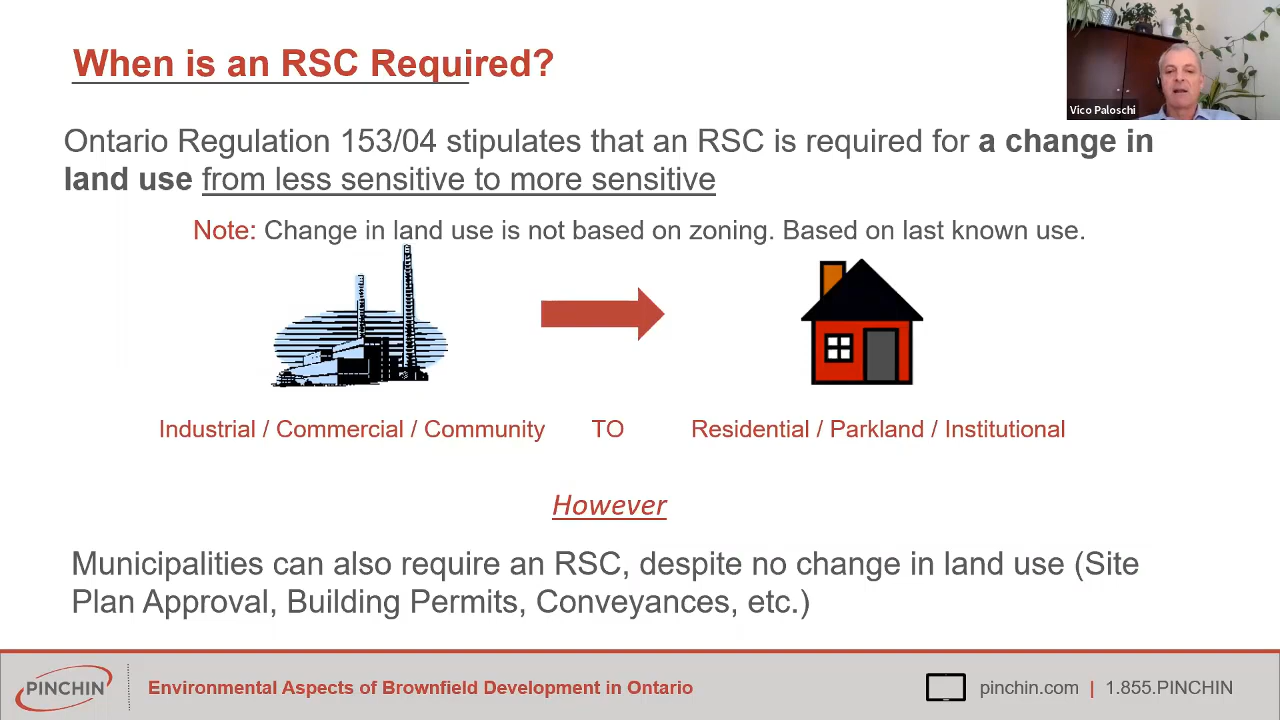 When is an RSC Required?
Vico Paloschi
Ontario Regulation 153/04 stipulates that an RSC is required for a change in
land use from less sensitive to more sensitive
Note: Change in land use is not based on zoning. Based on last known use.
Industrial / Commercial / Community TO Residential / Parkland / Institutional
However
Municipalities can also require an RSC, despite no change in land use (Site
Plan Approval, Building Permits, Conveyances, etc.)
PINCHIN Environmental Aspects of Brownfield Development in Ontario pinchin.com | 1.855.PINCHIN